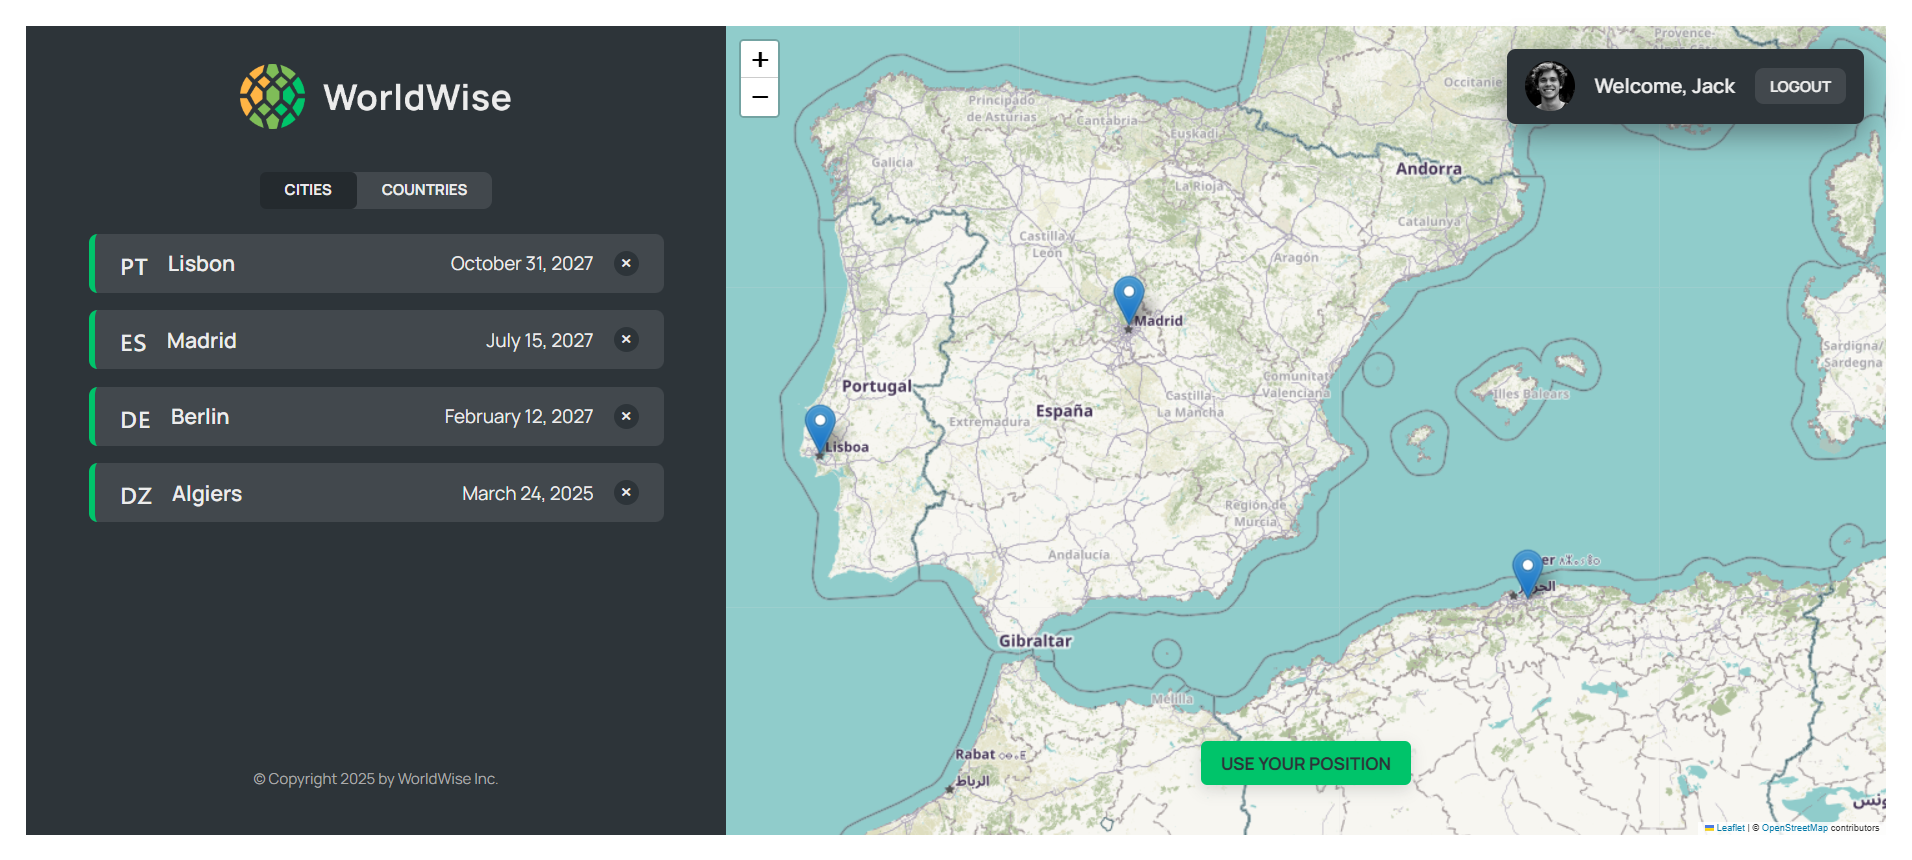 WorldWise
CITIES COUNTRIES
PT Lisbon October 31, 2027 ×
ES Madrid July 15, 2027 ×
DE Berlin February 12, 2027 ×
DZ Algiers March 24, 2025 ×
© Copyright 2025 by WorldWise Inc.
+
−
Welcome, Jack LOGOUT
Provence-
Occitanie
Principado
de Asturias
Cantabria
Euskadi
Galicia
Andorra
La Rioja
Catalunya
Castilla y
León
Aragón
Madrid
Sardigna/
Sardegna
Portugal
Comunitat
Valenciana
Illes Balears
Castilla-
La Mancha
España
Extremadura
Lisboa
Región de
Murcia
Andalucía
Gibraltar
Melilla
Rabat
الرباط
USE YOUR POSITION
Leaflet | © OpenStreetMap contributors